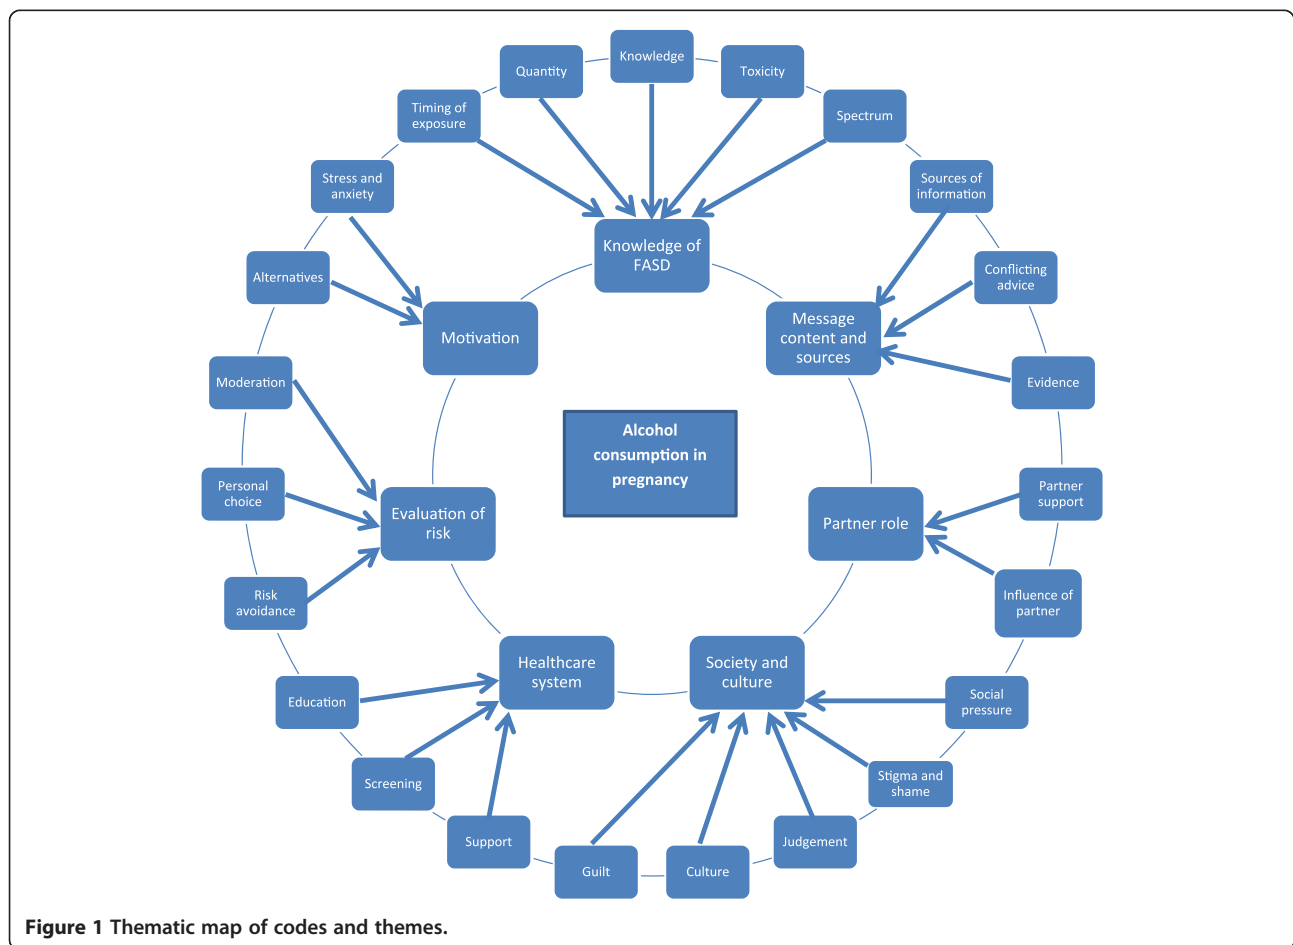 Knowledge
Quantity
Toxicity
Timing of
exposure
Spectrum
Stress and
anxiety
Sources of
information
Knowledge of
FASD
Alternatives
Conflicting
advice
Motivation
Message
content and
sources
Moderation
Evidence
Alcohol
consumption in
pregnancy
Personal
choice
Evaluation of
risk
Partner role
Partner
support
Risk
avoidance
Influence of
partner
Healthcare
system
Society and
culture
Education
Social
pressure
Screening
Stigma and
shame
Support
Judgement
Guilt
Culture
Figure 1 Thematic map of codes and themes.